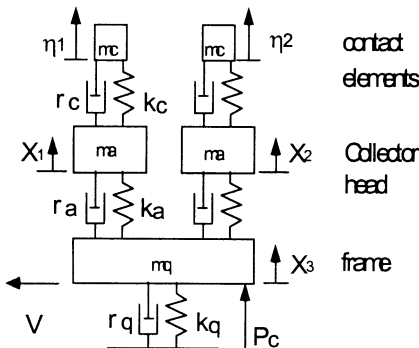 η1 mc mc η2 contact
elements
rc kc
X1 ma ma X2 Collector
head
ra ka
mq X3 frame
V rq kq Pc